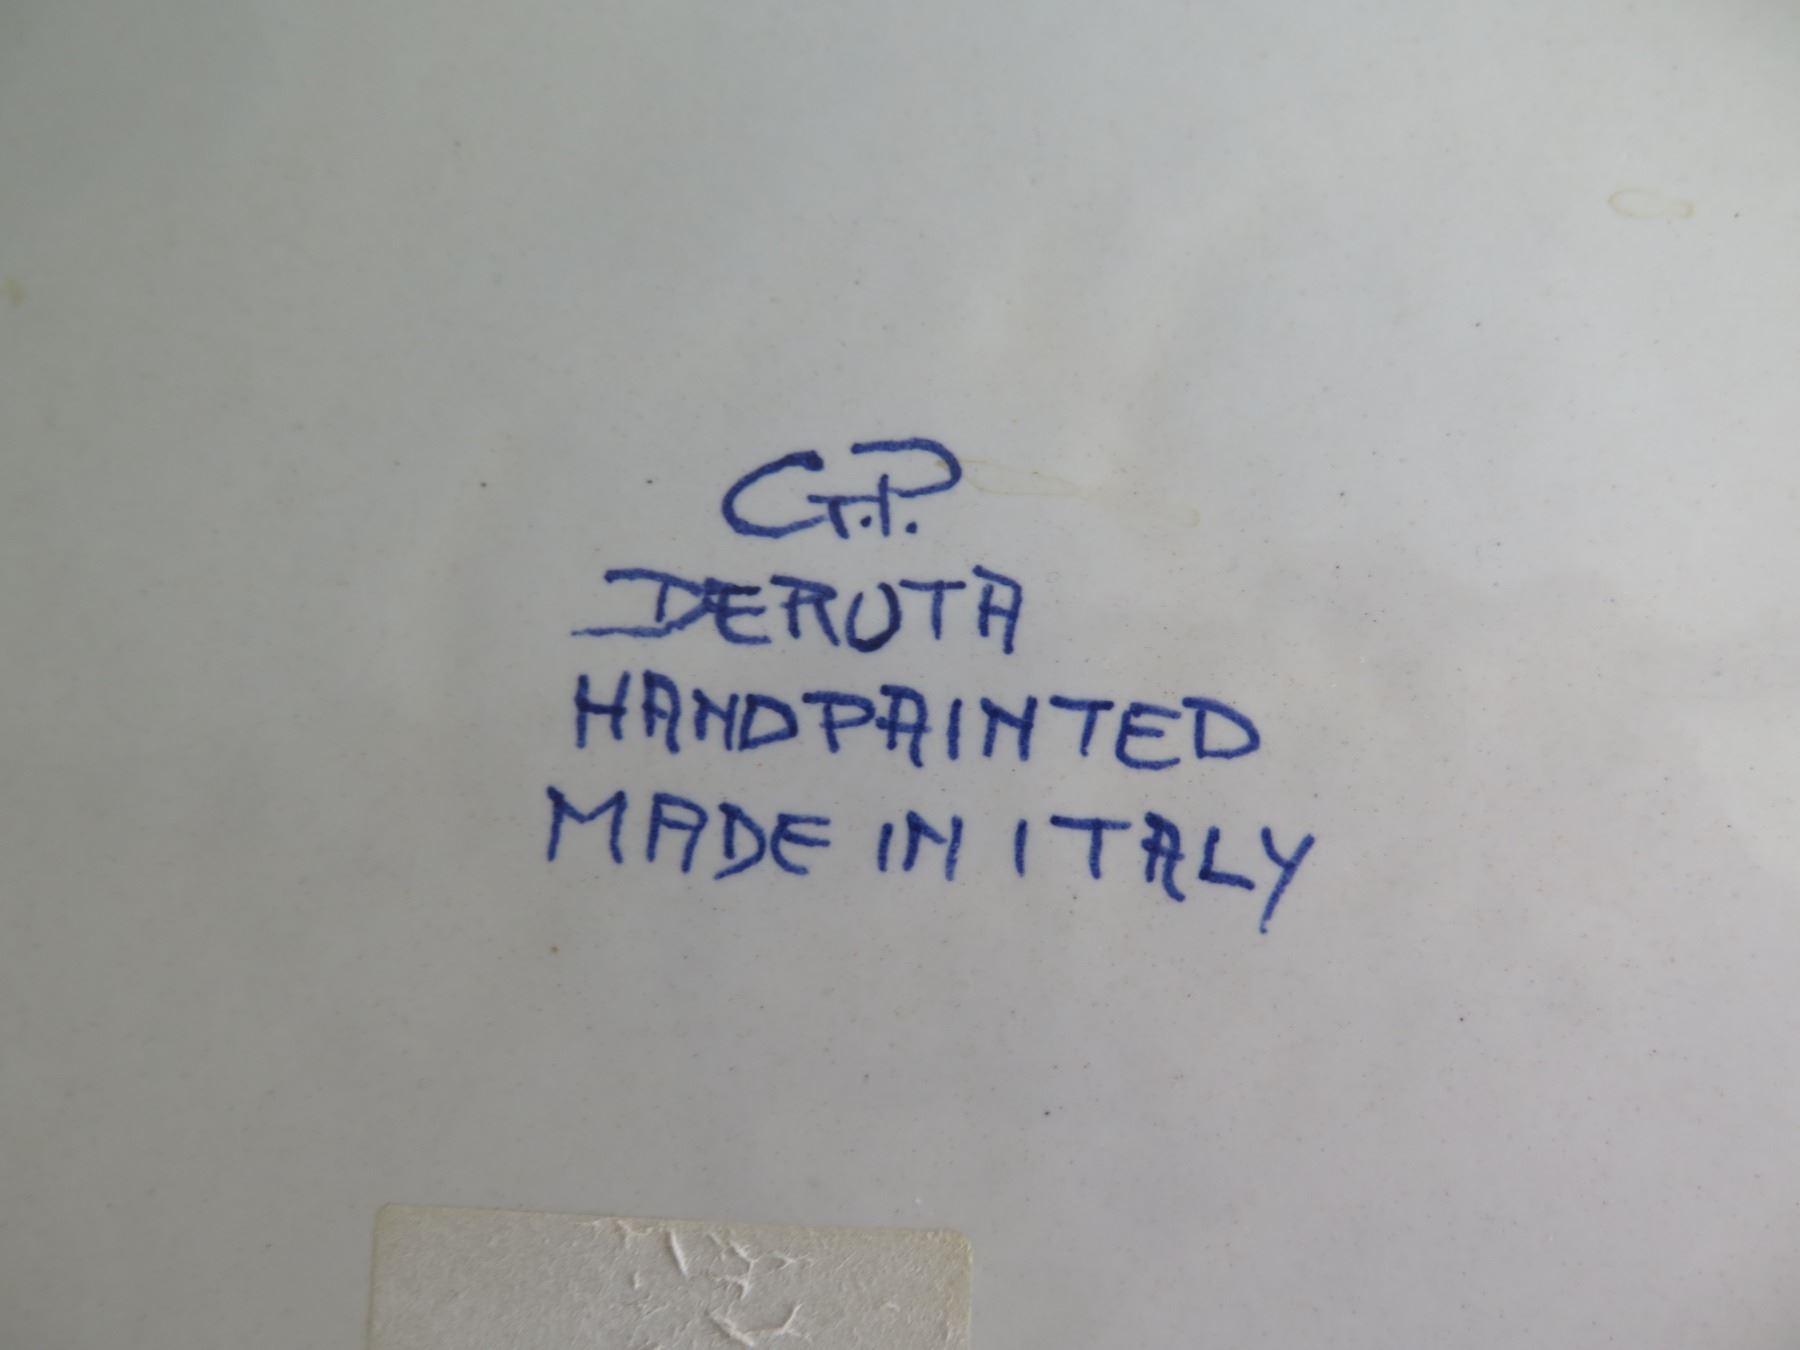 G.P.
DERUTA
HANDPAINTED
MADE IN ITALY